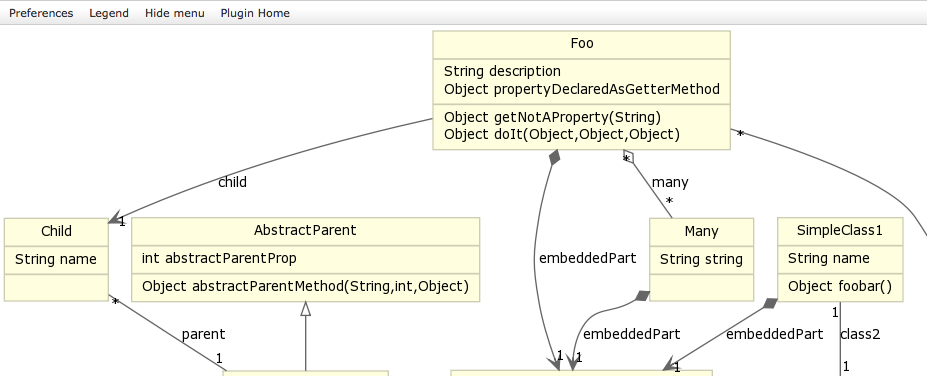 Preferences Legend Hide menu Plugin Home
Foo
String description
Object propertyDeclaredAsGetterMethod
Object getNotAProperty(String)
Object doIt(Object,Object,Object)
*
*
child
many
*
1
Child
String name
AbstractParent
int abstractParentProp
Object abstractParentMethod(String,int,Object)
Many
String string
SimpleClass1
String name
Object foobar()
embeddedPart
*
parent
1
embeddedPart
1
1
embeddedPart
1
1
class2
1